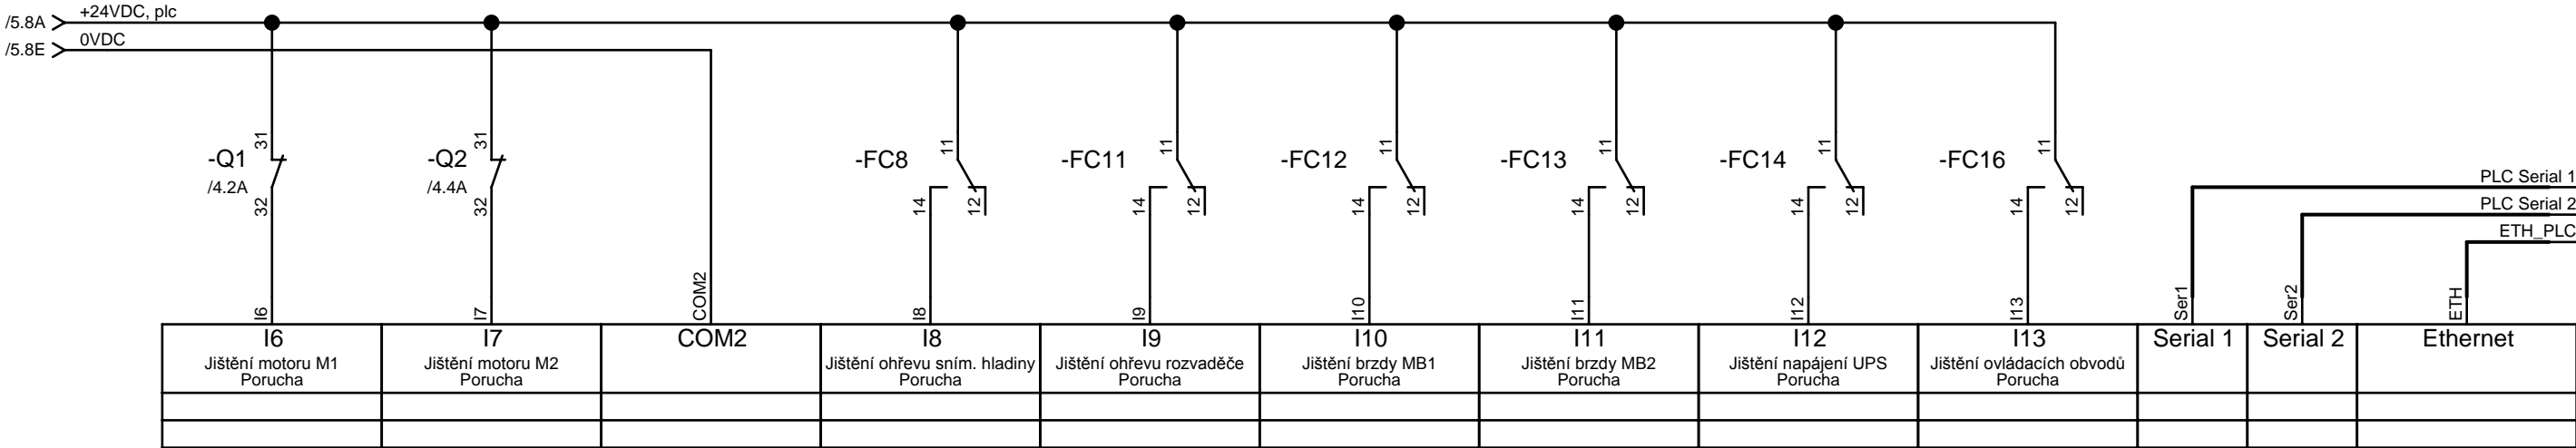 /5.8A
+24VDC, plc
/5.8E
0VDC
-Q1
/4.2A
31
32
-Q2
/4.4A
31
32
-FC8
11
14
12
-FC11
11
14
12
-FC12
11
14
12
-FC13
11
14
12
-FC14
11
14
12
-FC16
11
14
12
PLC Serial 1
PLC Serial 2
ETH_PLC
I6
I7
COM2
I8
I9
I10
I11
I12
I13
Ser1
Ser2
ETH
I6
Jištění motoru M1
Porucha
I7
Jištění motoru M2
Porucha
COM2
I8
Jištění ohřevu sním. hladiny
Porucha
I9
Jištění ohřevu rozvaděče
Porucha
I10
Jištění brzdy MB1
Porucha
I11
Jištění brzdy MB2
Porucha
I12
Jištění napájení UPS
Porucha
I13
Jištění ovládacích obvodů
Porucha
Serial 1
Serial 2
Ethernet